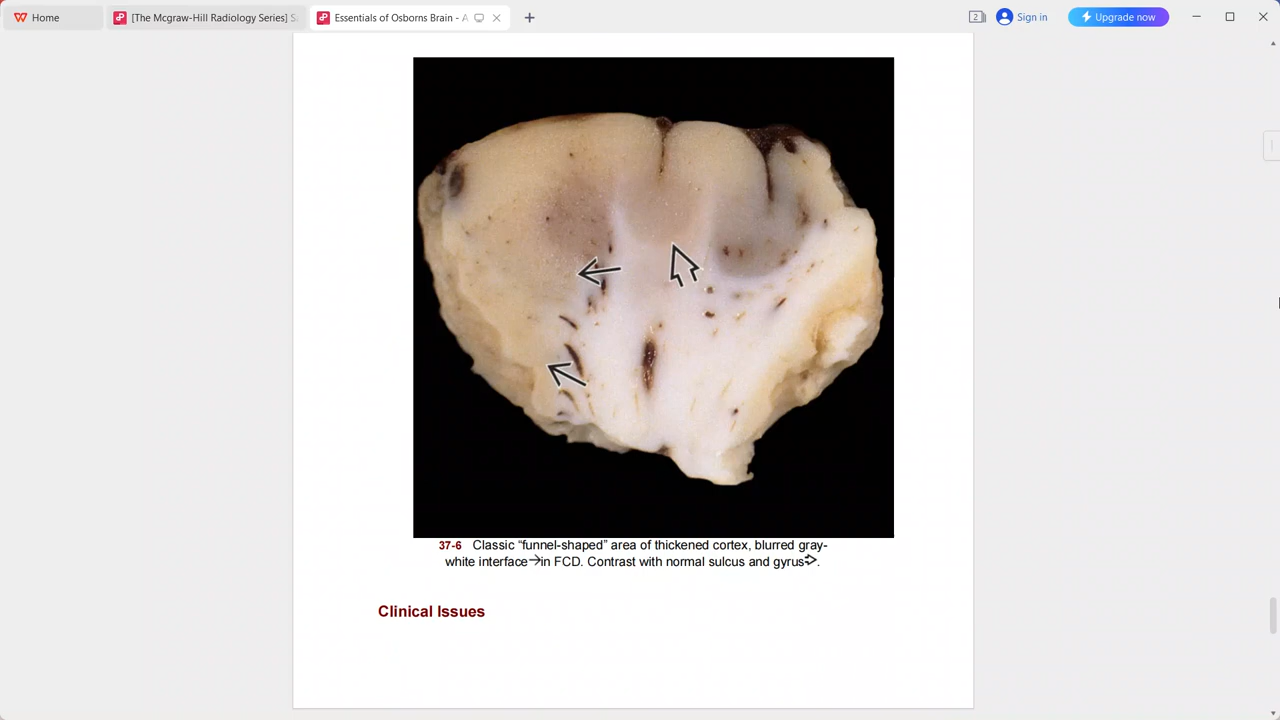 Home
[The Mcgraw-Hill Radiology Series] S
Essentials of Osborns Brain - A
2
Sign in
Upgrade now
37-6 Classic “funnel-shaped” area of thickened cortex, blurred gray-
white interface→in FCD. Contrast with normal sulcus and gyrus➯.
Clinical Issues